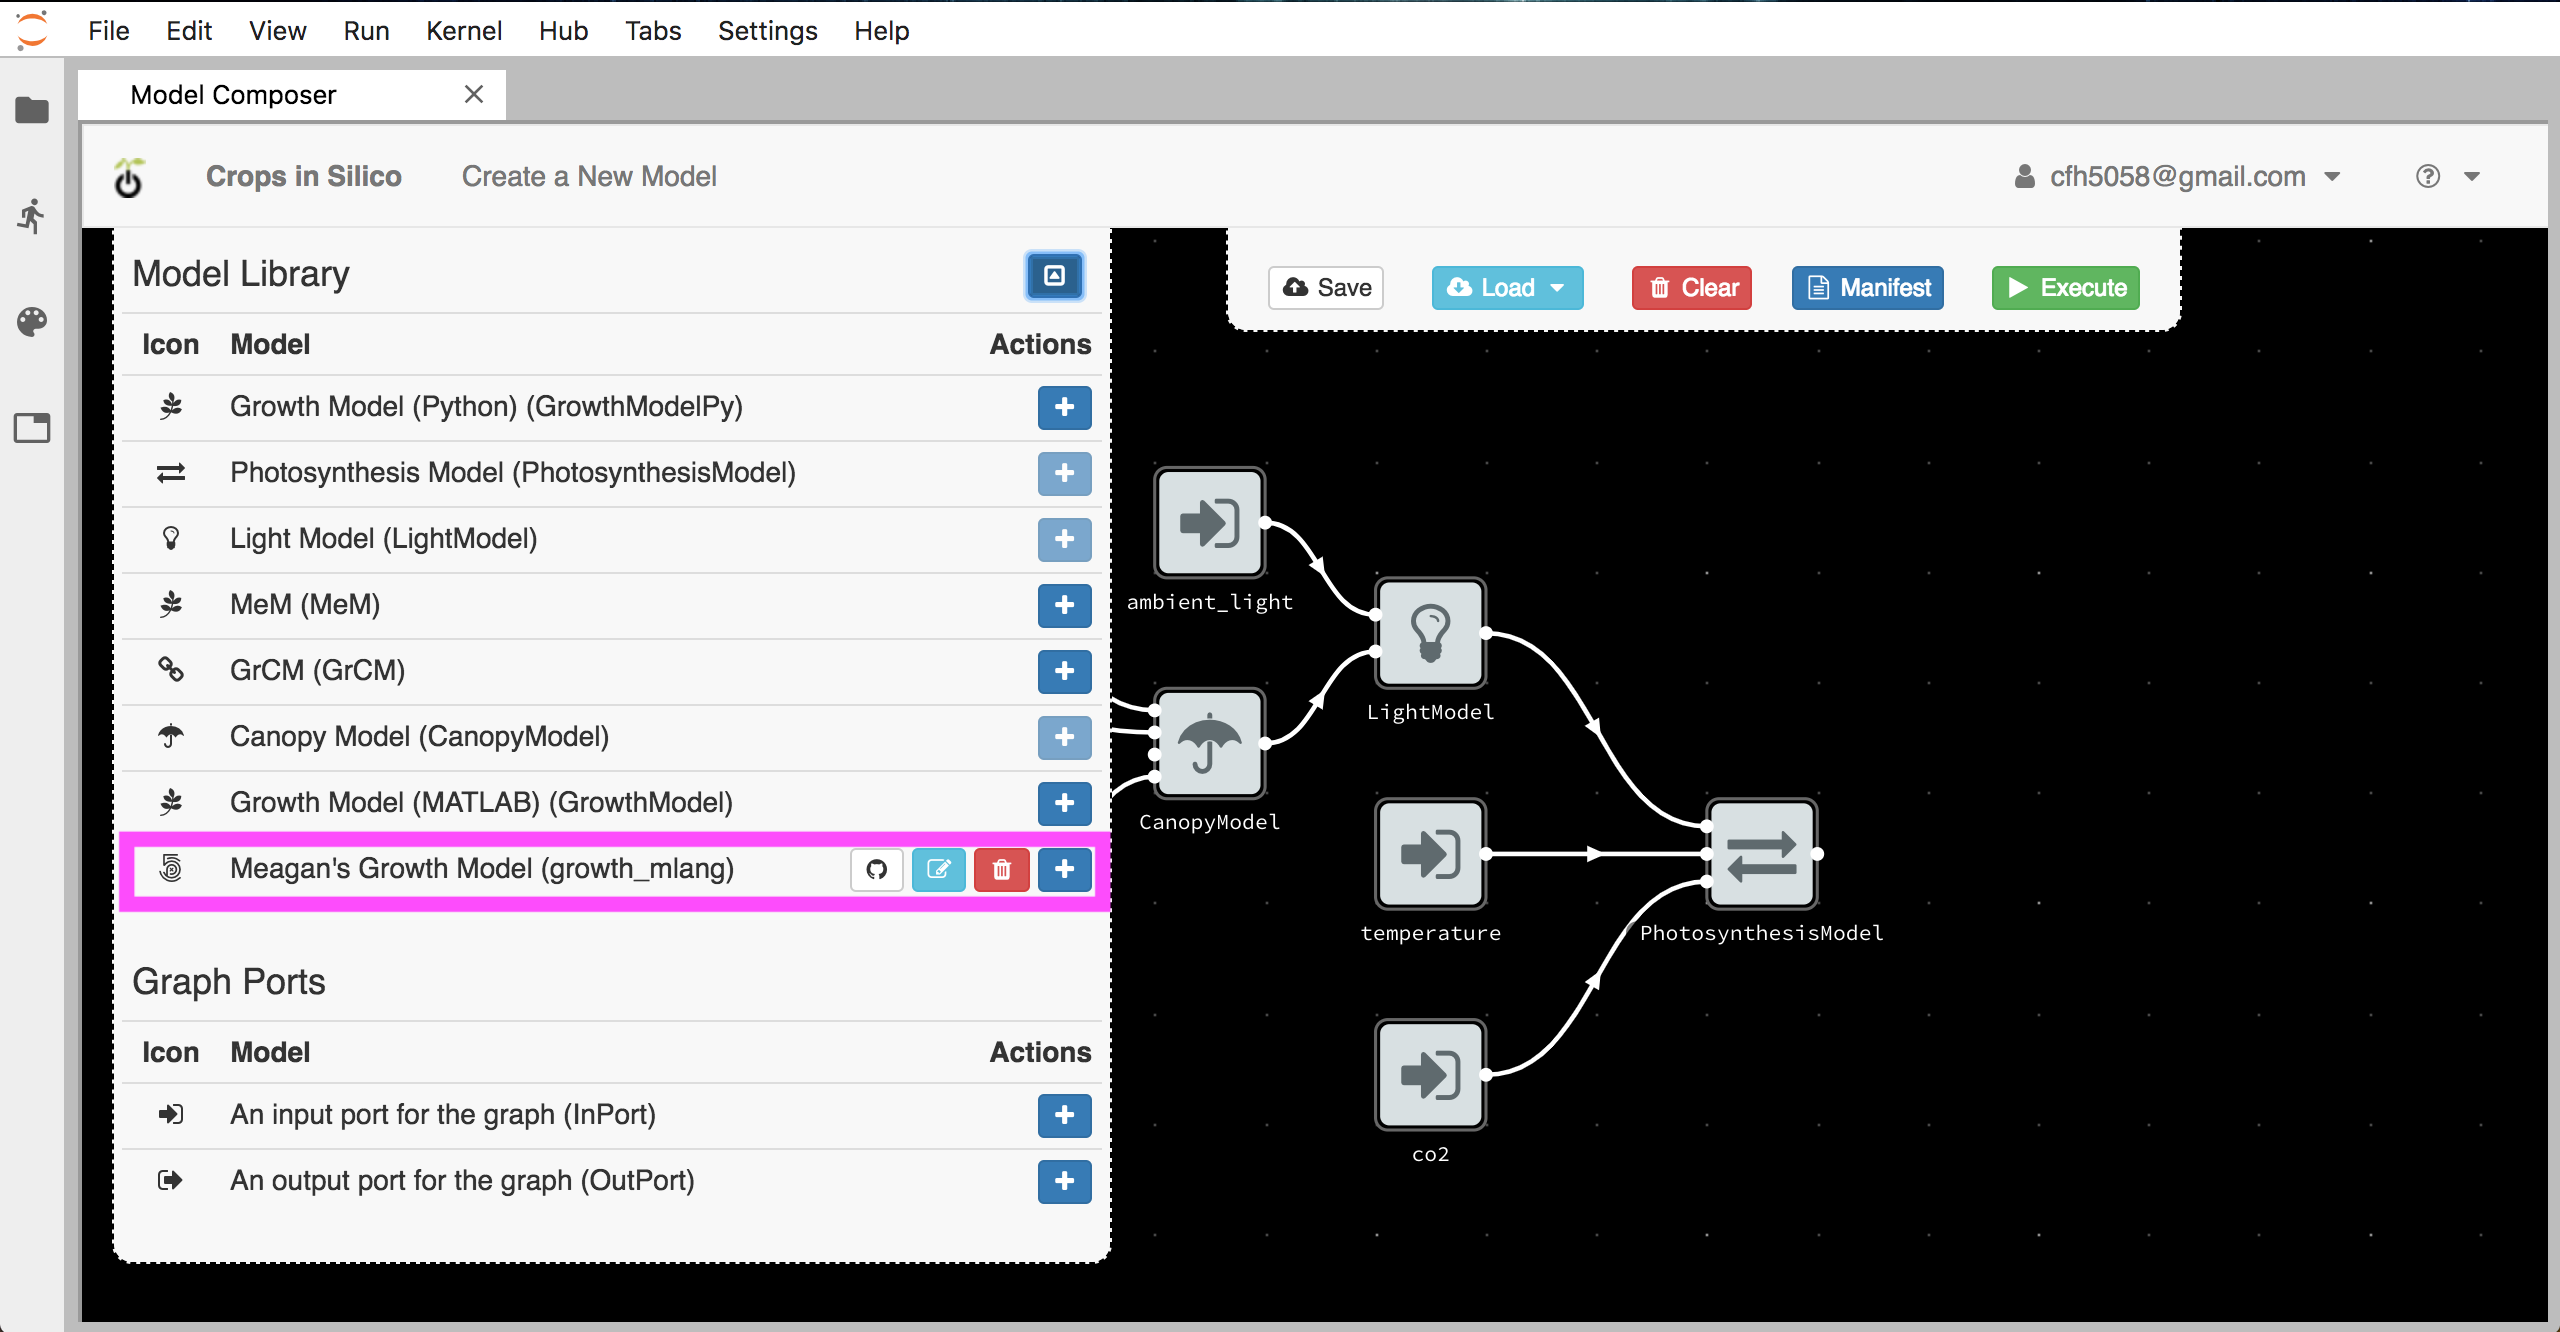 File Edit View Run Kernel Hub Tabs Settings Help
Model Composer
Crops in Silico Create a New Model cfh5058@gmail.com
Model Library
Save Load Clear Manifest Execute
Icon Model Actions
Growth Model (Python) (GrowthModelPy)
Photosynthesis Model (PhotosynthesisModel)
Light Model (LightModel)
MeM (MeM)
GrCM (GrCM)
Canopy Model (CanopyModel)
Growth Model (MATLAB) (GrowthModel)
Meagan's Growth Model (growth_mlang)
Graph Ports
Icon Model Actions
An input port for the graph (InPort)
An output port for the graph (OutPort)
ambient_light
LightModel
CanopyModel
temperature
PhotosynthesisModel
co2